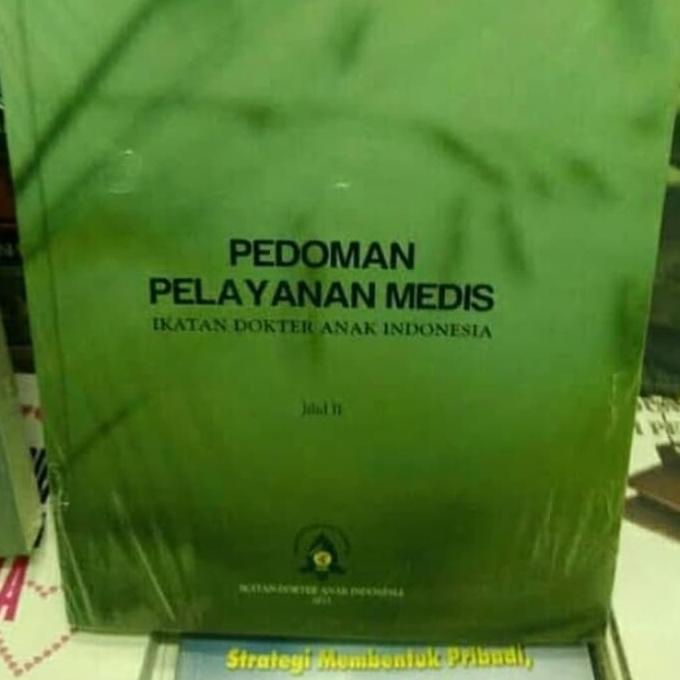 PEDOMAN
PELAYANAN MEDIS
IKATAN DOKTER ANAK INDONESIA
Jilid II
IKATAN DOKTER ANAK INDONESIA
Strategi Membentuk Pribadi,